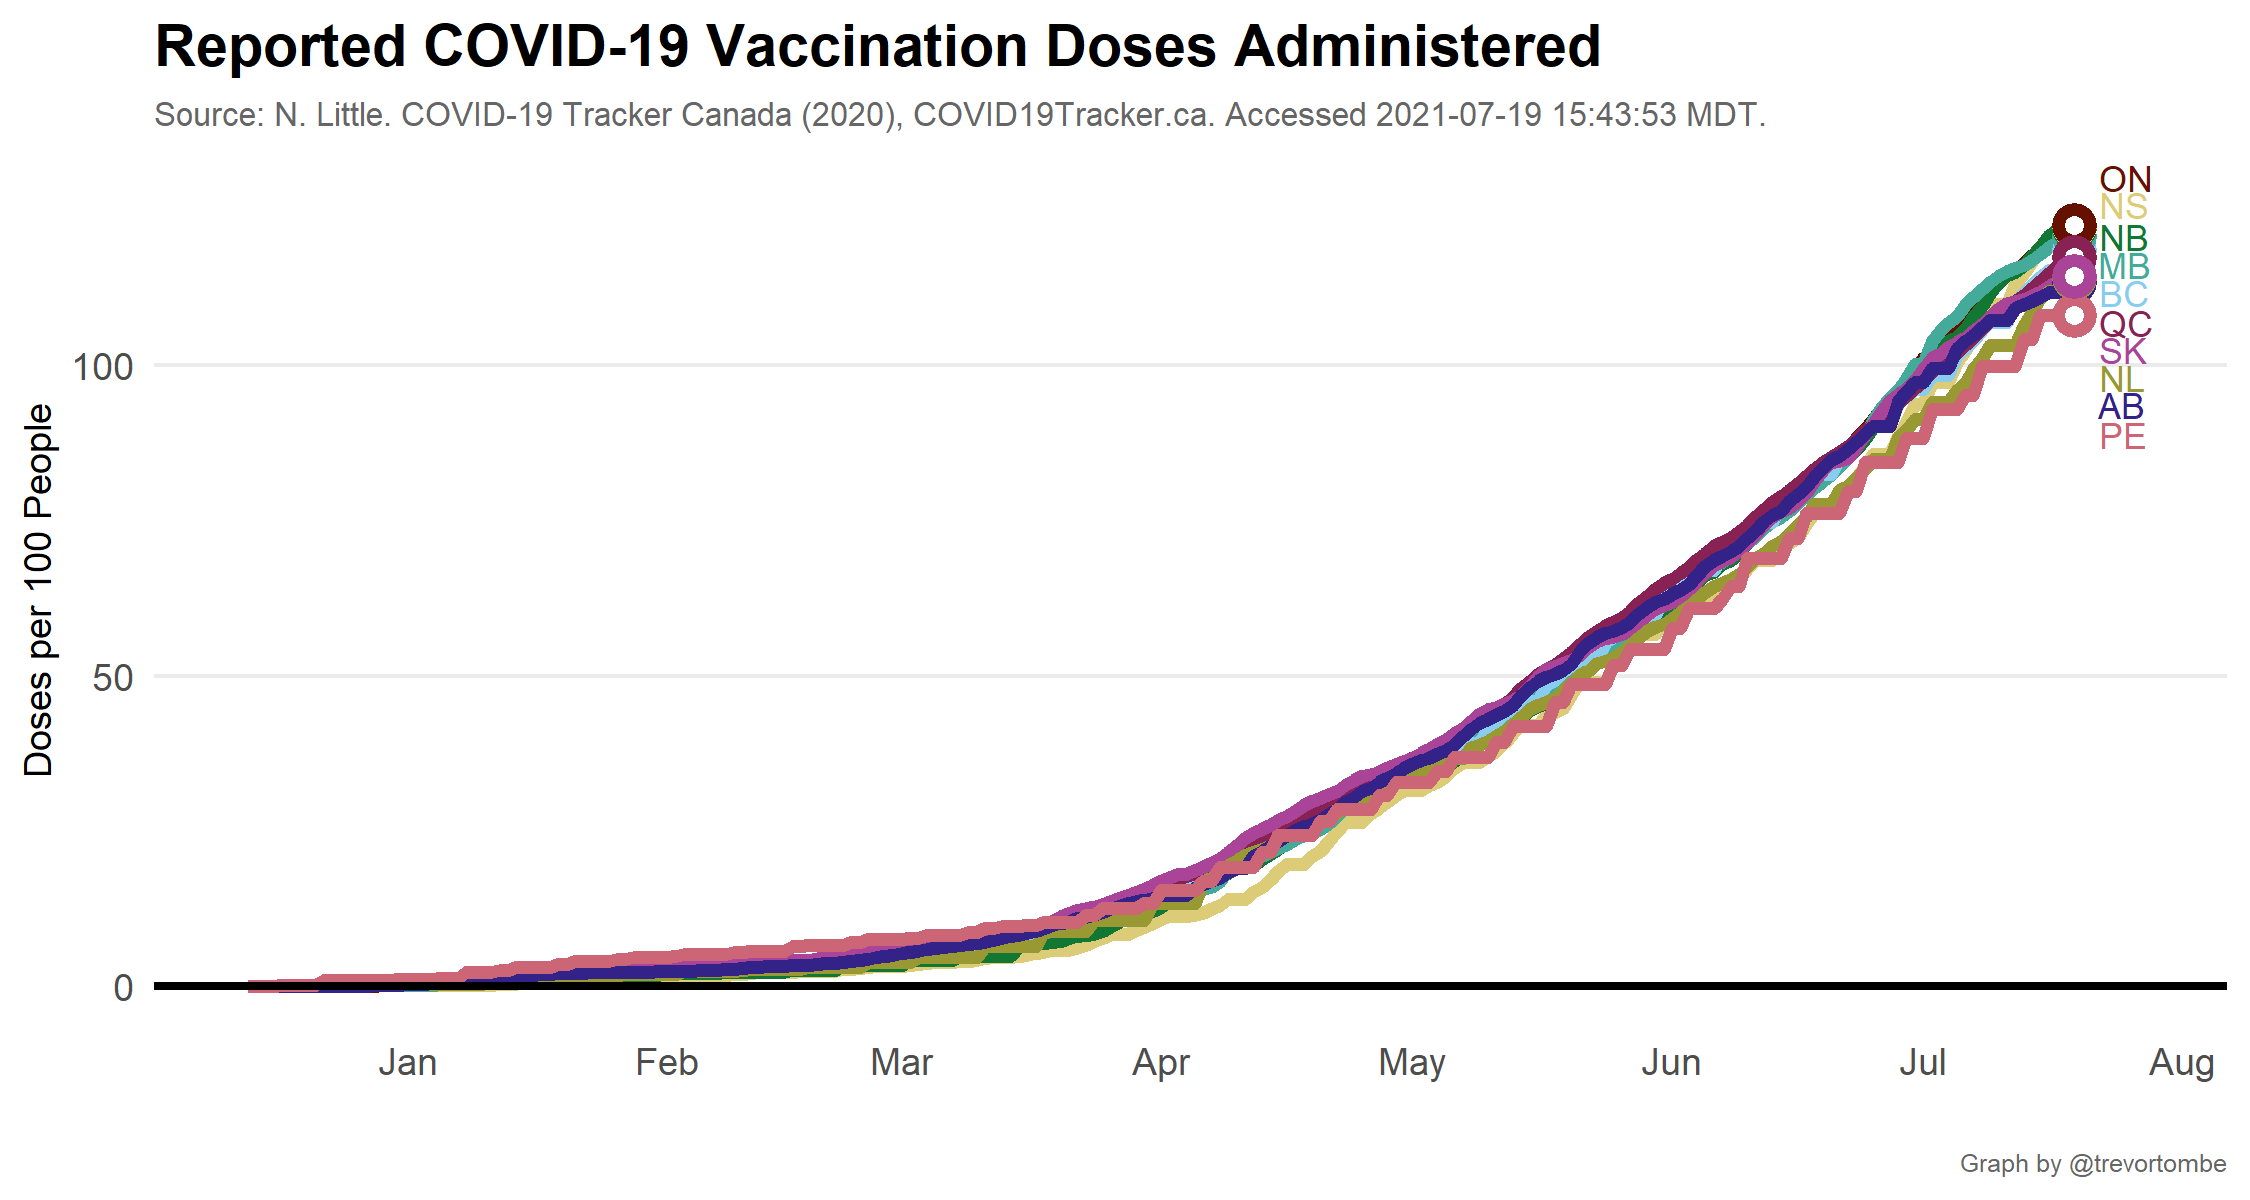 Reported COVID-19 Vaccination Doses Administered
Source: N. Little. COVID-19 Tracker Canada (2020), COVID19Tracker.ca. Accessed 2021-07-19 15:43:53 MDT.
ON
NS
NB
MB
BC
QC
SK
NL
AB
PE
100
50
0
Doses per 100 People
Jan Feb Mar Apr May Jun Jul Aug
Graph by @trevortombe